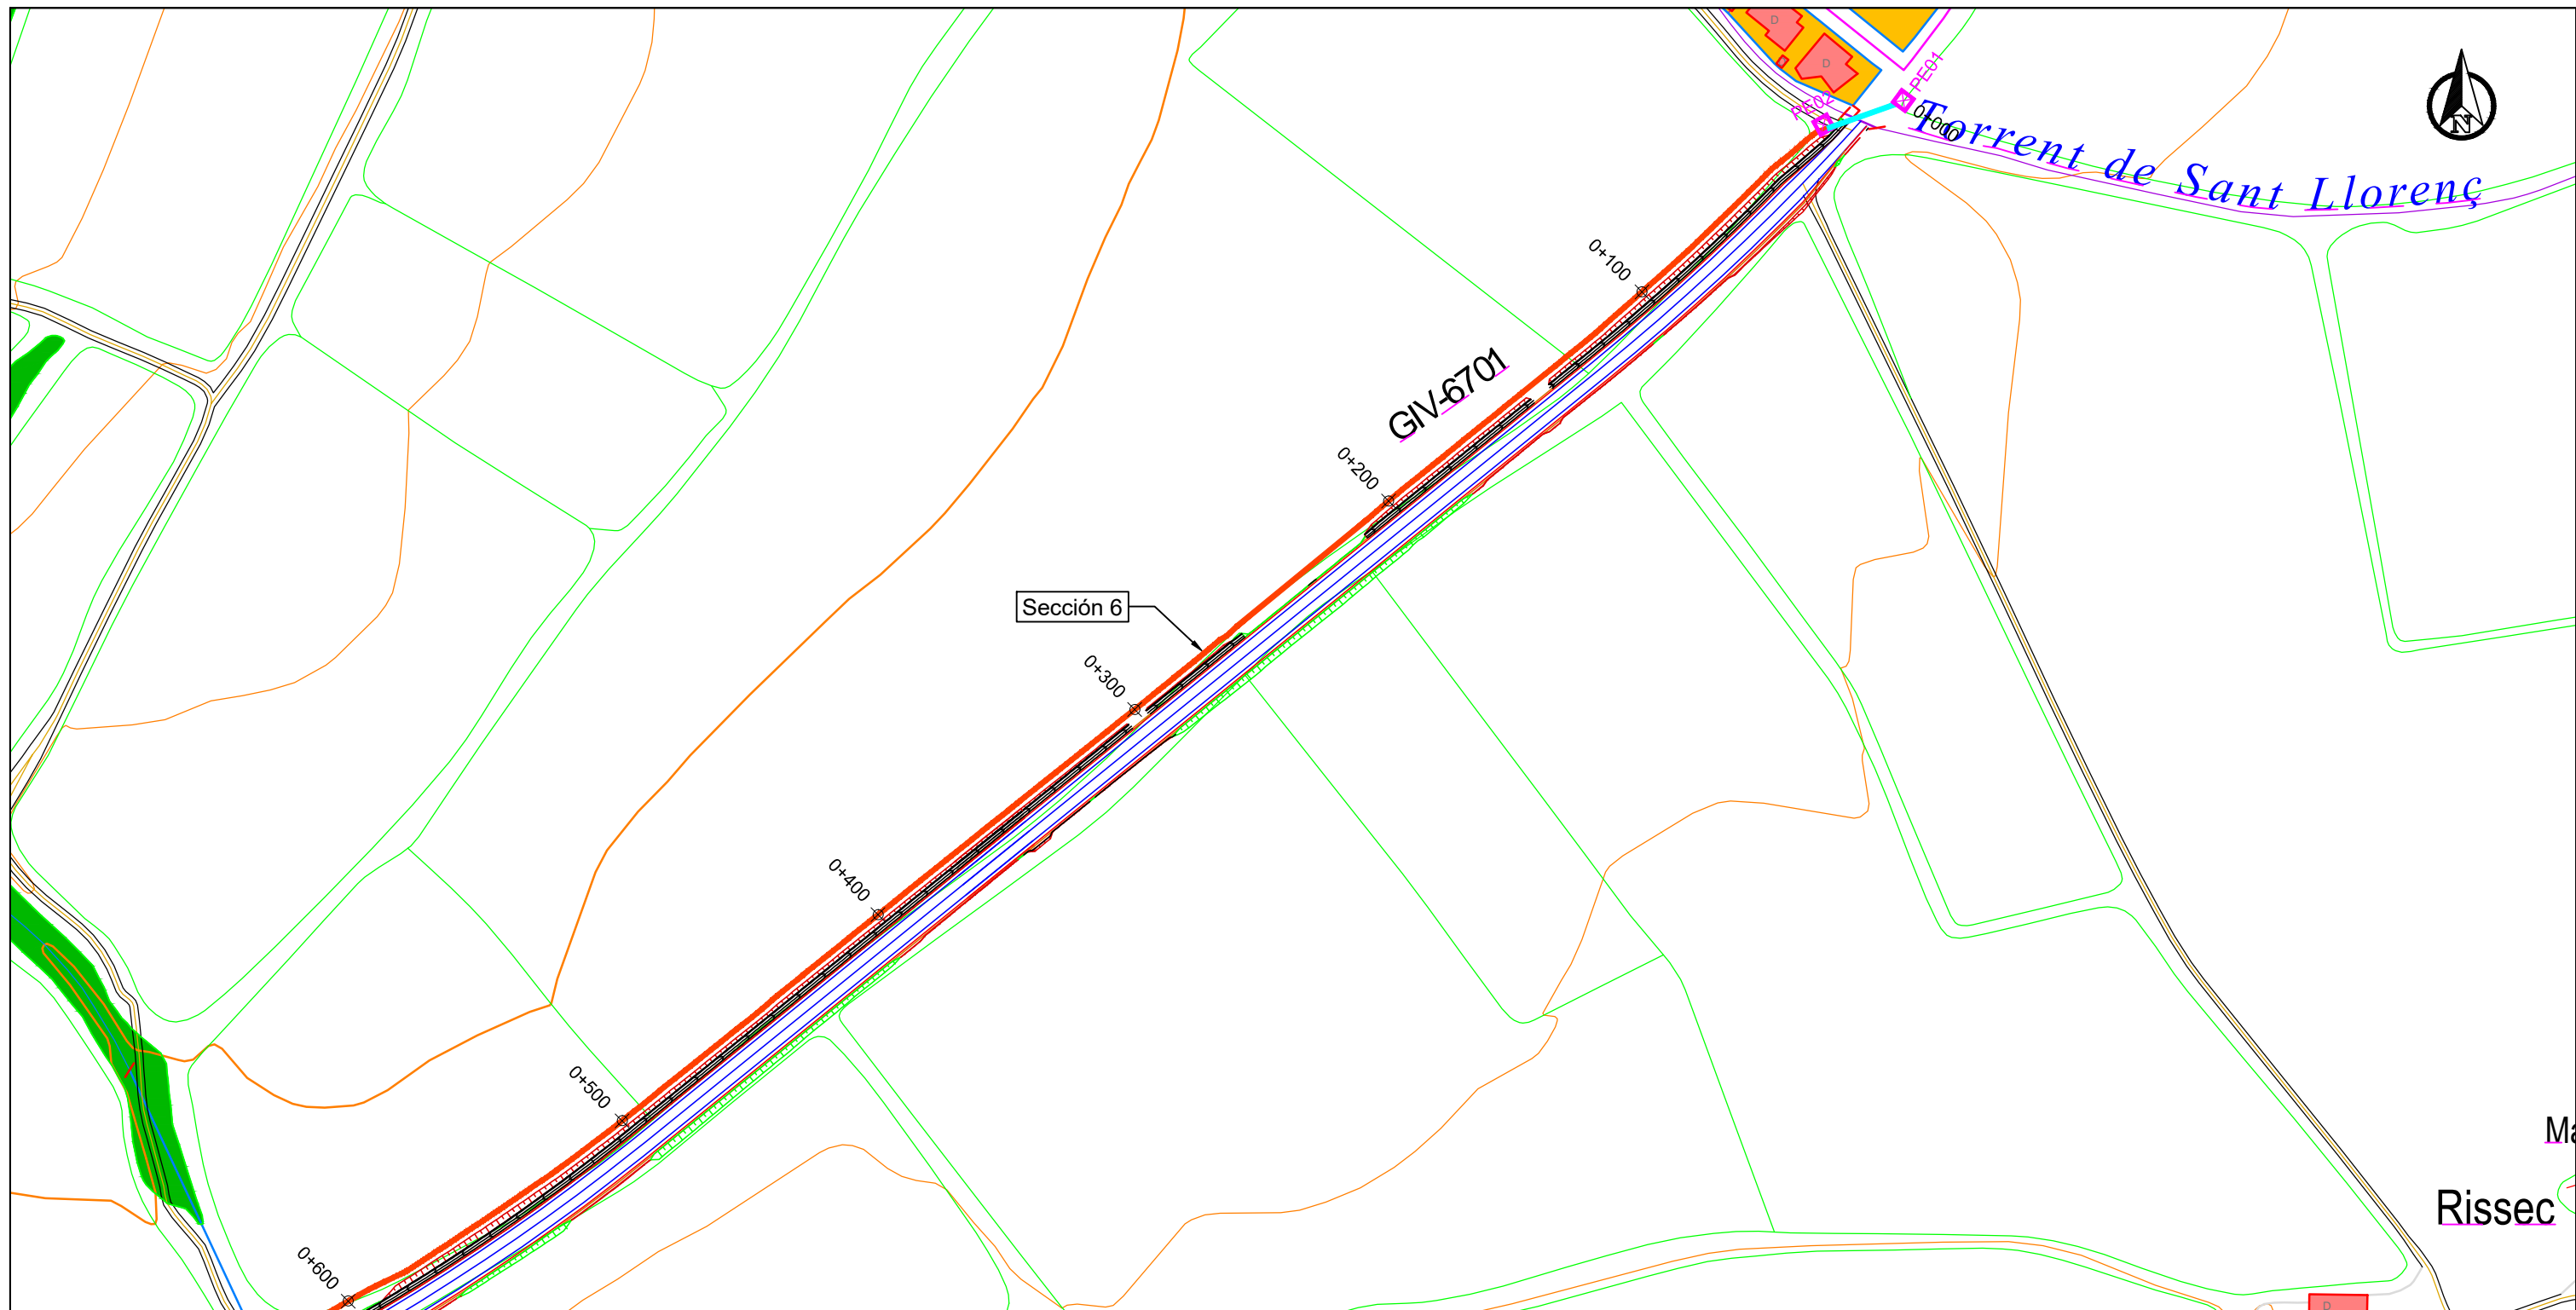 D
D
PE01
PE02
0+000
Torrent de Sant Llorenç
N
0+100
GIV-6701
0+200
Sección 6
0+300
0+400
0+500
0+600
Ma
Rissec
D